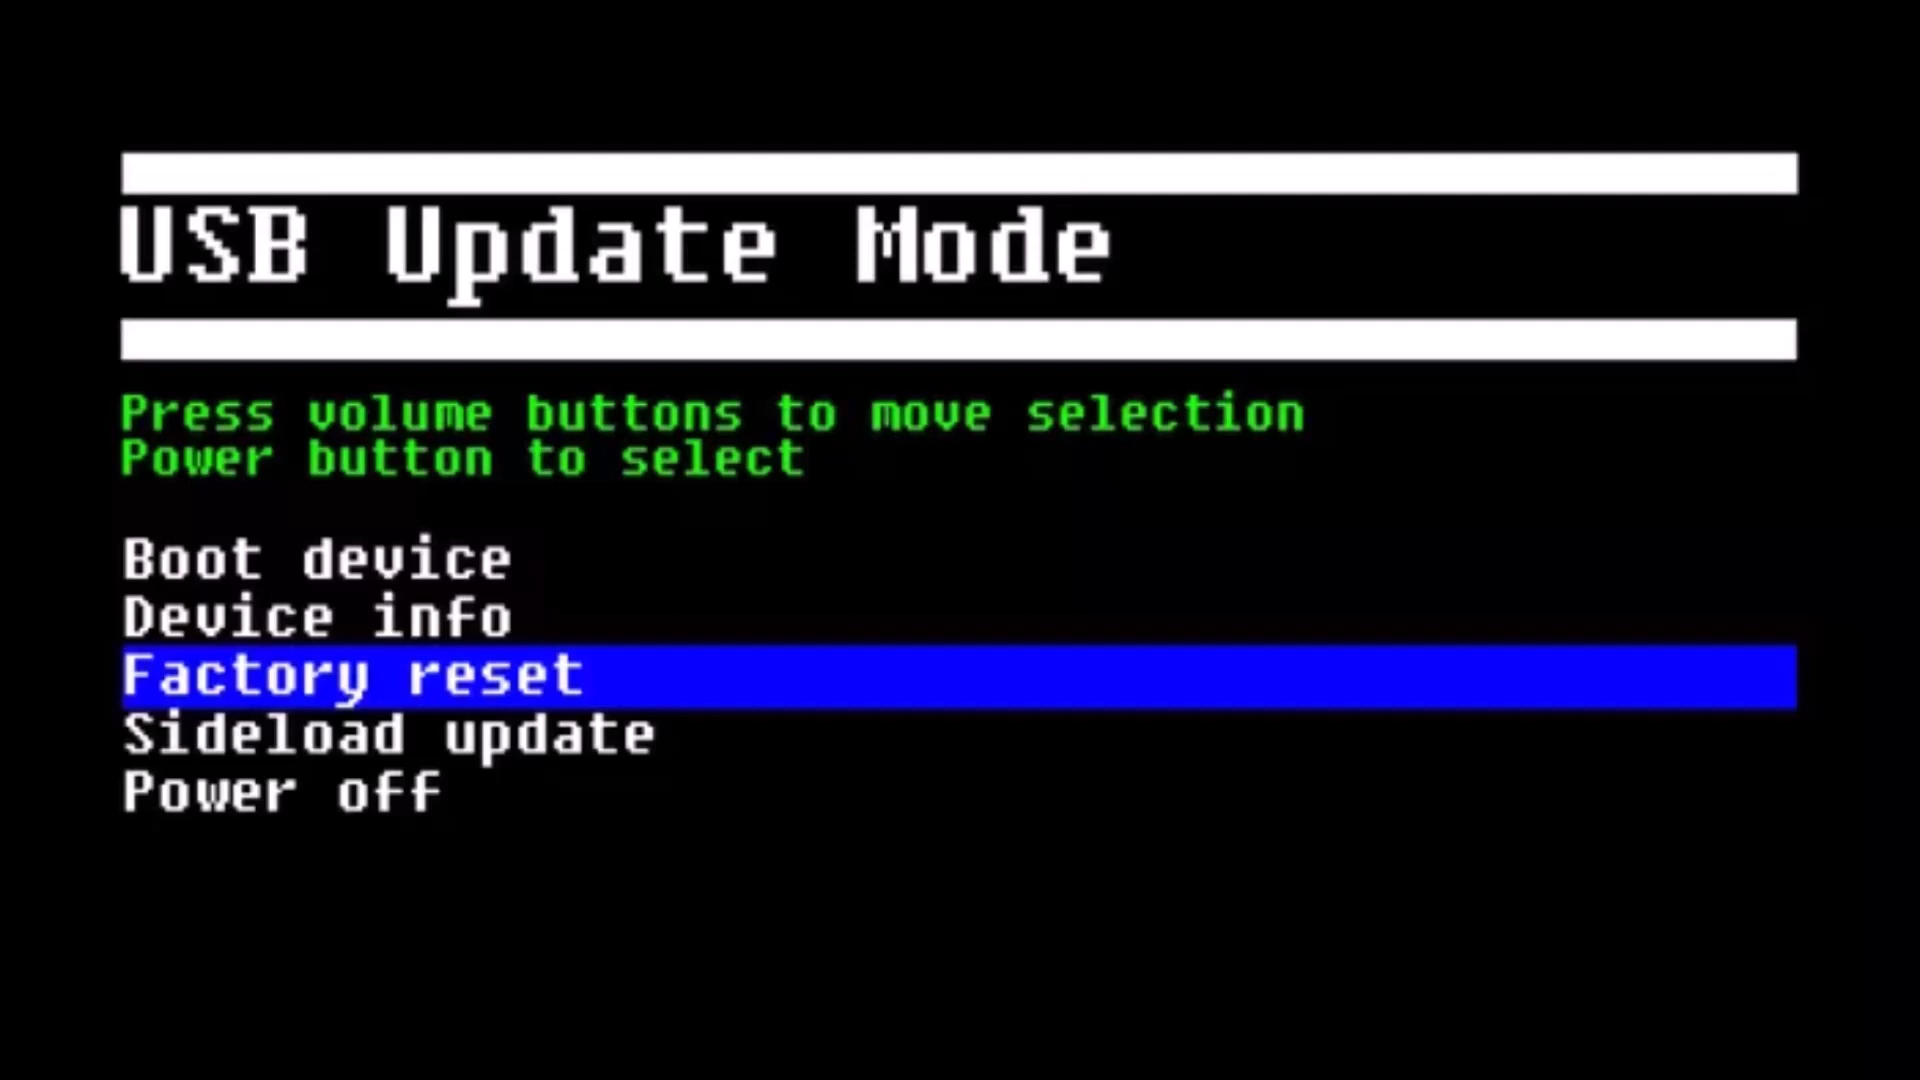 USB Update Mode
Press volume buttons to move selection
Power button to select
Boot device
Device info
Factory reset
Sideload update
Power off